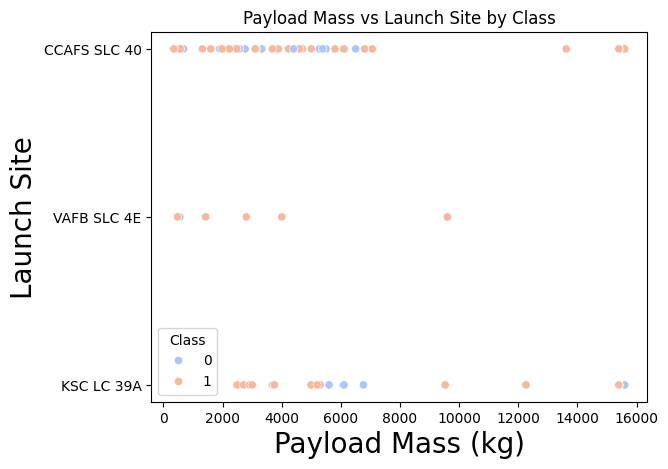 Payload Mass vs Launch Site by Class
CCAFS SLC 40
VAFB SLC 4E
KSC LC 39A
Launch Site
Class
0
1
0 2000 4000 6000 8000 10000 12000 14000 16000
Payload Mass (kg)